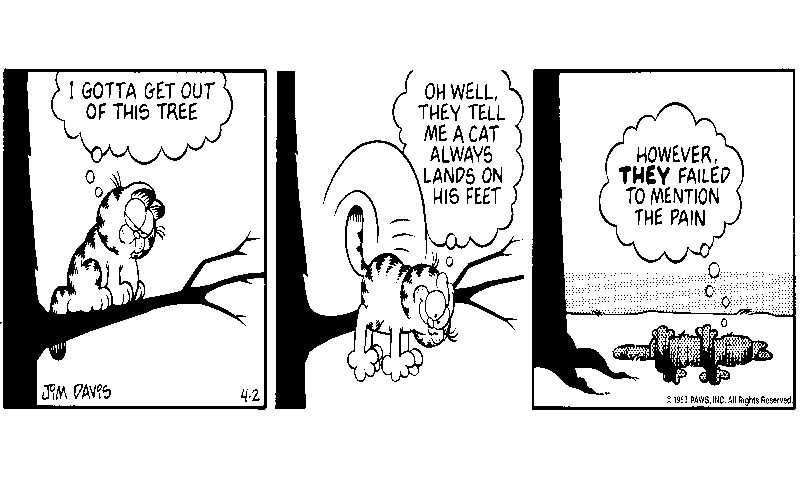 I GOTTA GET OUT
OF THIS TREE
JIM DAVIS
4-2
OH WELL,
THEY TELL
ME A CAT
ALWAYS
LANDS ON
HIS FEET
HOWEVER,
THEY FAILED
TO MENTION
THE PAIN
PAWS, INC. All Rights Reserved.